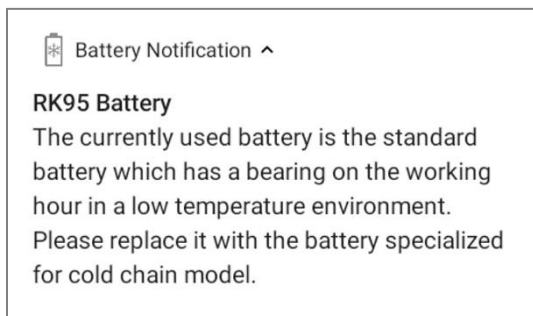 Battery Notification
RK95 Battery
The currently used battery is the standard
battery which has a bearing on the working
hour in a low temperature environment.
Please replace it with the battery specialized
for cold chain model.